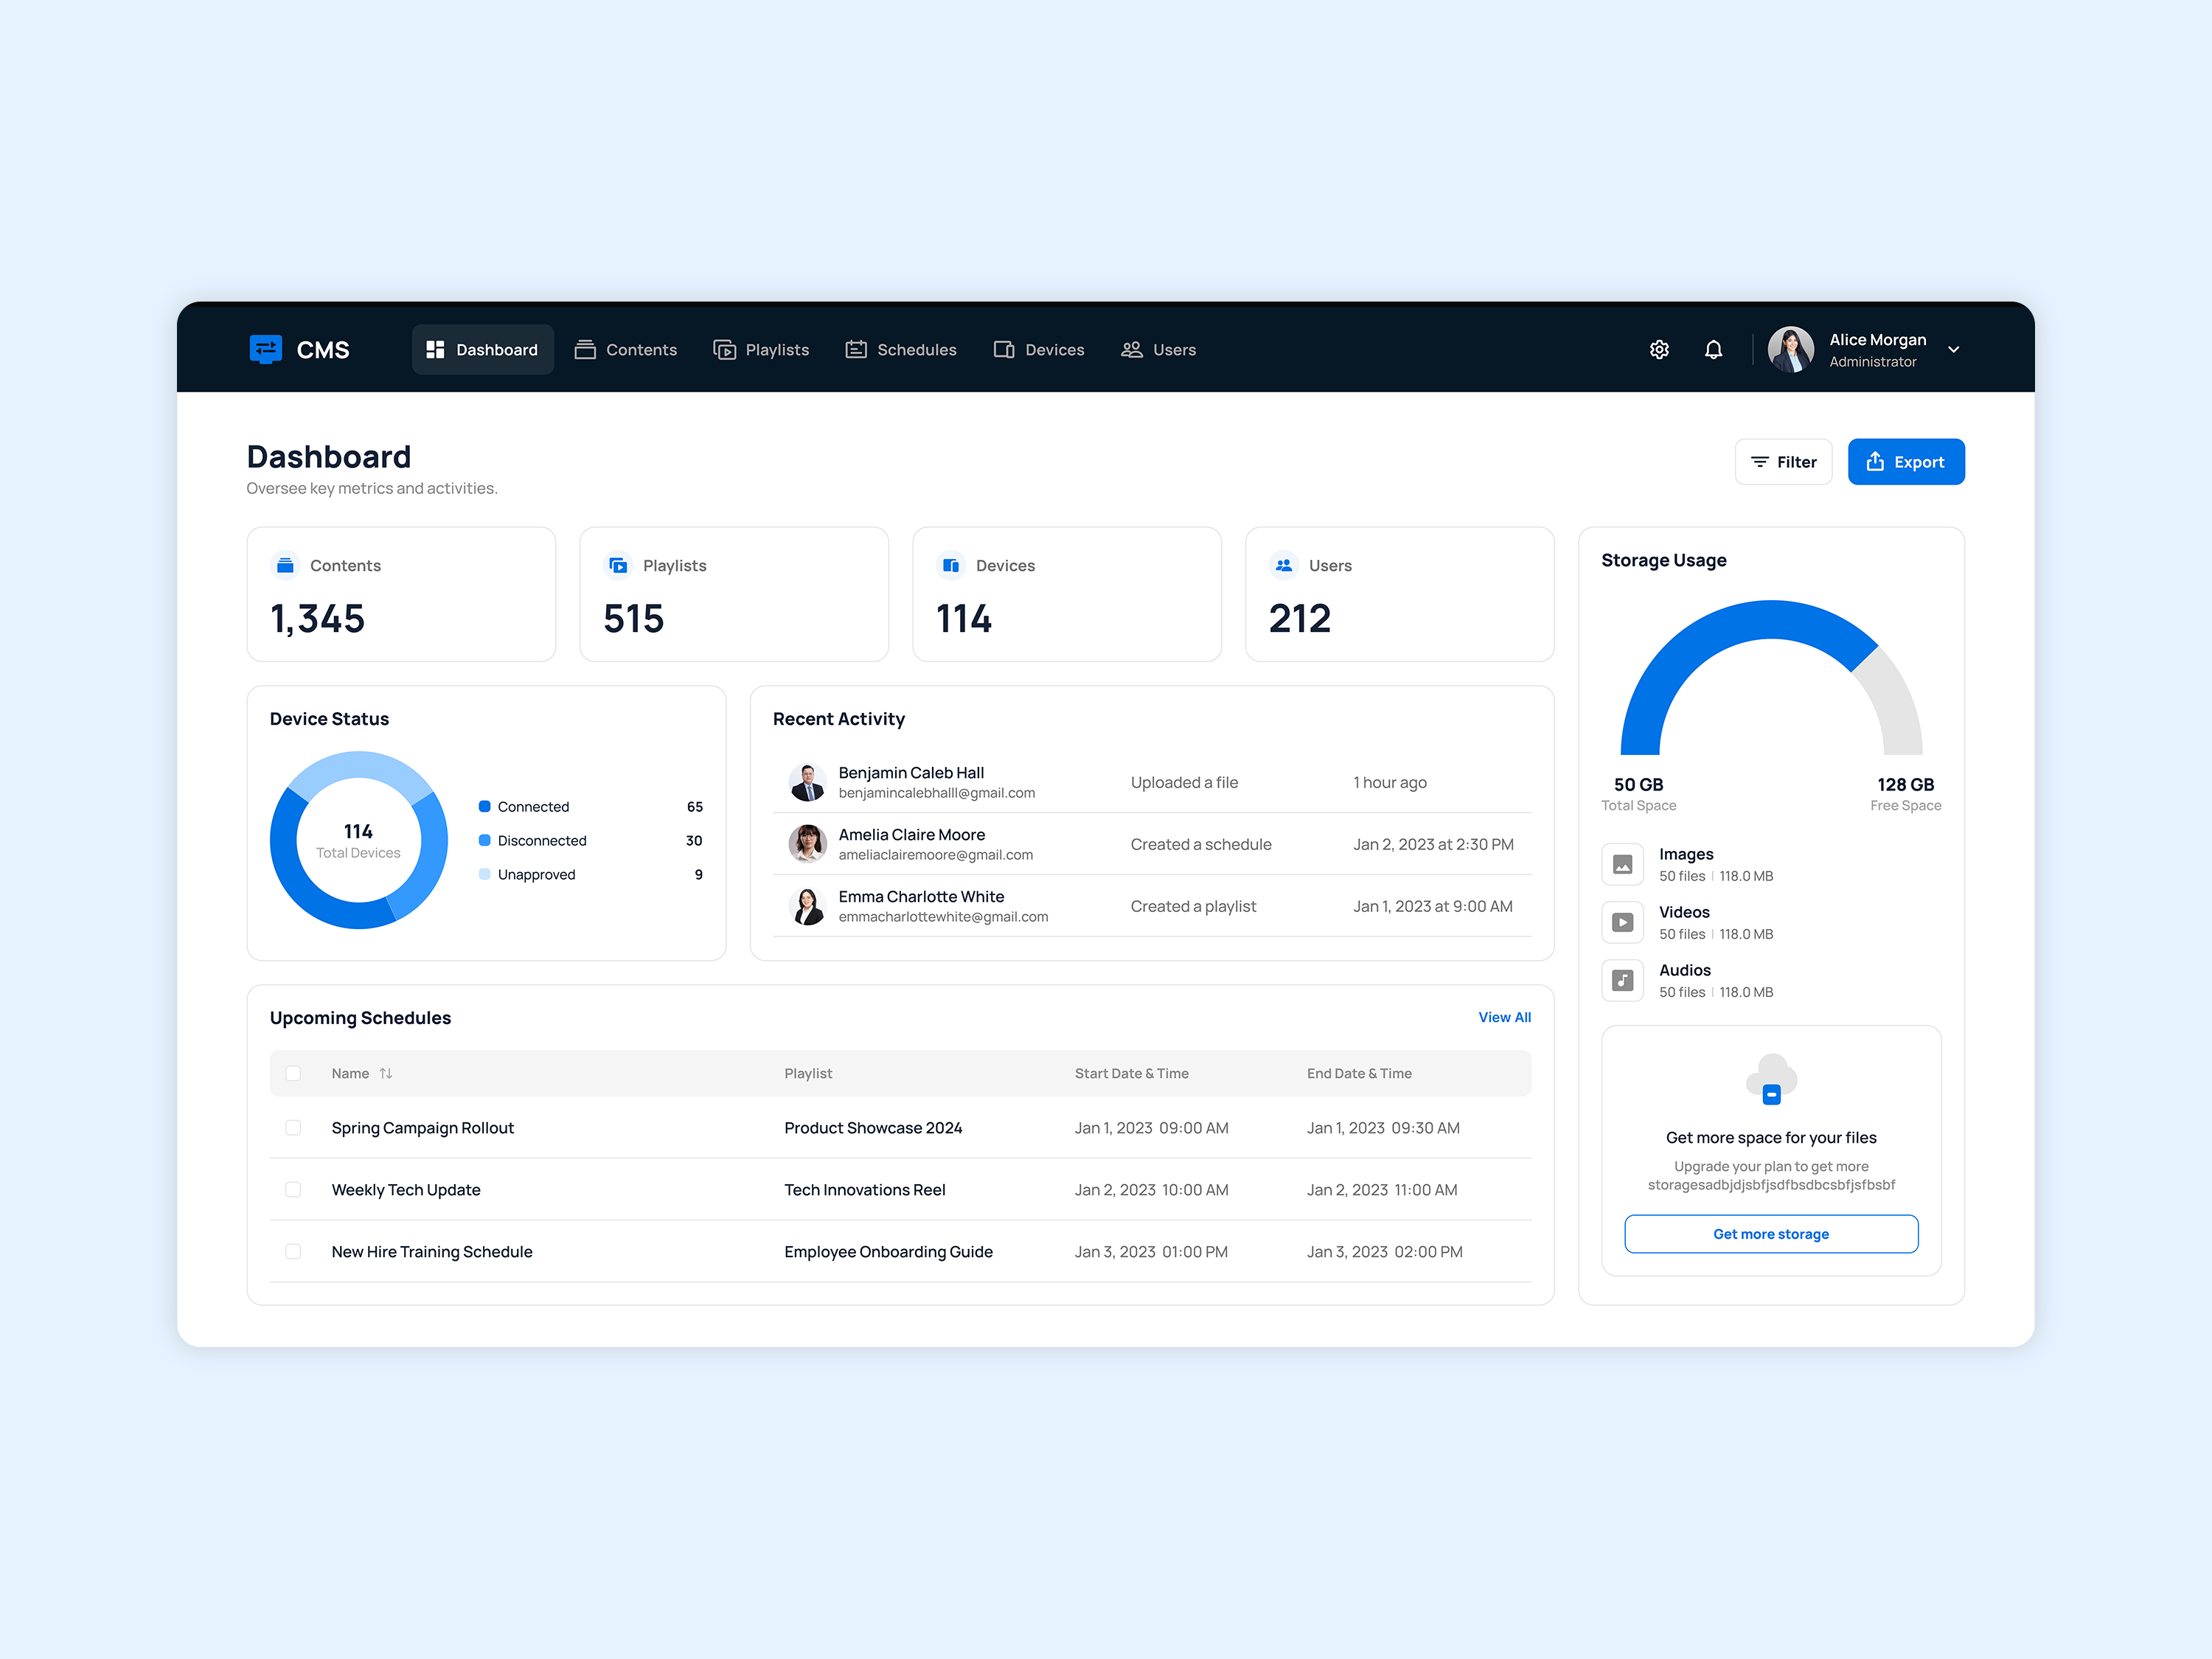 CMS
Dashboard
Contents
Playlists
Schedules
Devices
Users
Alice Morgan
Administrator
Dashboard
Oversee key metrics and activities.
Filter
Export
Contents
1,345
Playlists
515
Devices
114
Users
212
Device Status
114
Total Devices
Connected 65
Disconnected 30
Unapproved 9
Recent Activity
Benjamin Caleb Hall
benjamincalebhalll@gmail.com
Uploaded a file
1 hour ago
Amelia Claire Moore
ameliaclairemoore@gmail.com
Created a schedule
Jan 2, 2023 at 2:30 PM
Emma Charlotte White
emmacharlottewhite@gmail.com
Created a playlist
Jan 1, 2023 at 9:00 AM
Upcoming Schedules
View All
Name Playlist Start Date & Time End Date & Time
Spring Campaign Rollout Product Showcase 2024 Jan 1, 2023 09:00 AM Jan 1, 2023 09:30 AM
Weekly Tech Update Tech Innovations Reel Jan 2, 2023 10:00 AM Jan 2, 2023 11:00 AM
New Hire Training Schedule Employee Onboarding Guide Jan 3, 2023 01:00 PM Jan 3, 2023 02:00 PM
Storage Usage
50 GB
Total Space
128 GB
Free Space
Images
50 files | 118.0 MB
Videos
50 files | 118.0 MB
Audios
50 files | 118.0 MB
Get more space for your files
Upgrade your plan to get more
storagesadbjdjsbfjsdfbsdbcsbfjsfbsbf
Get more storage